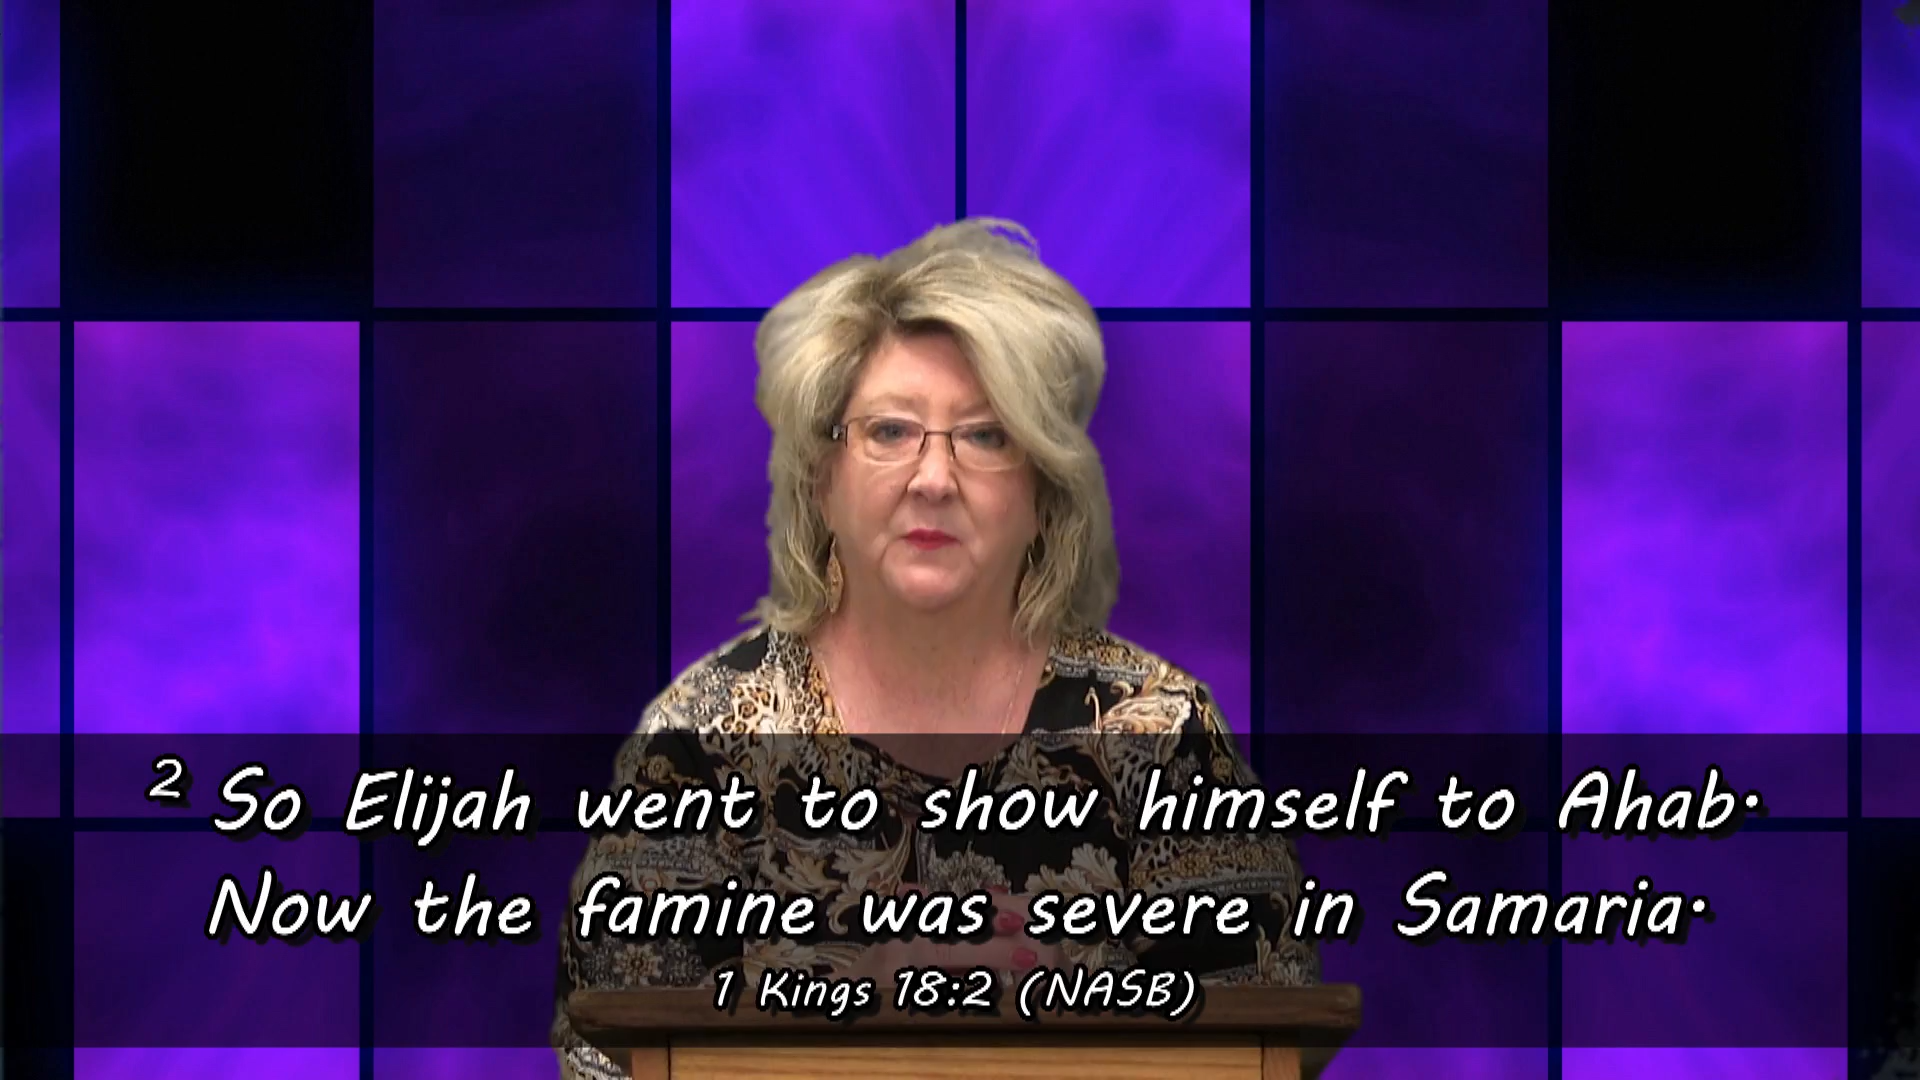 2 So Elijah went to show himself to Ahab.
Now the famine was severe in Samaria.
1 Kings 18:2 (NASB)